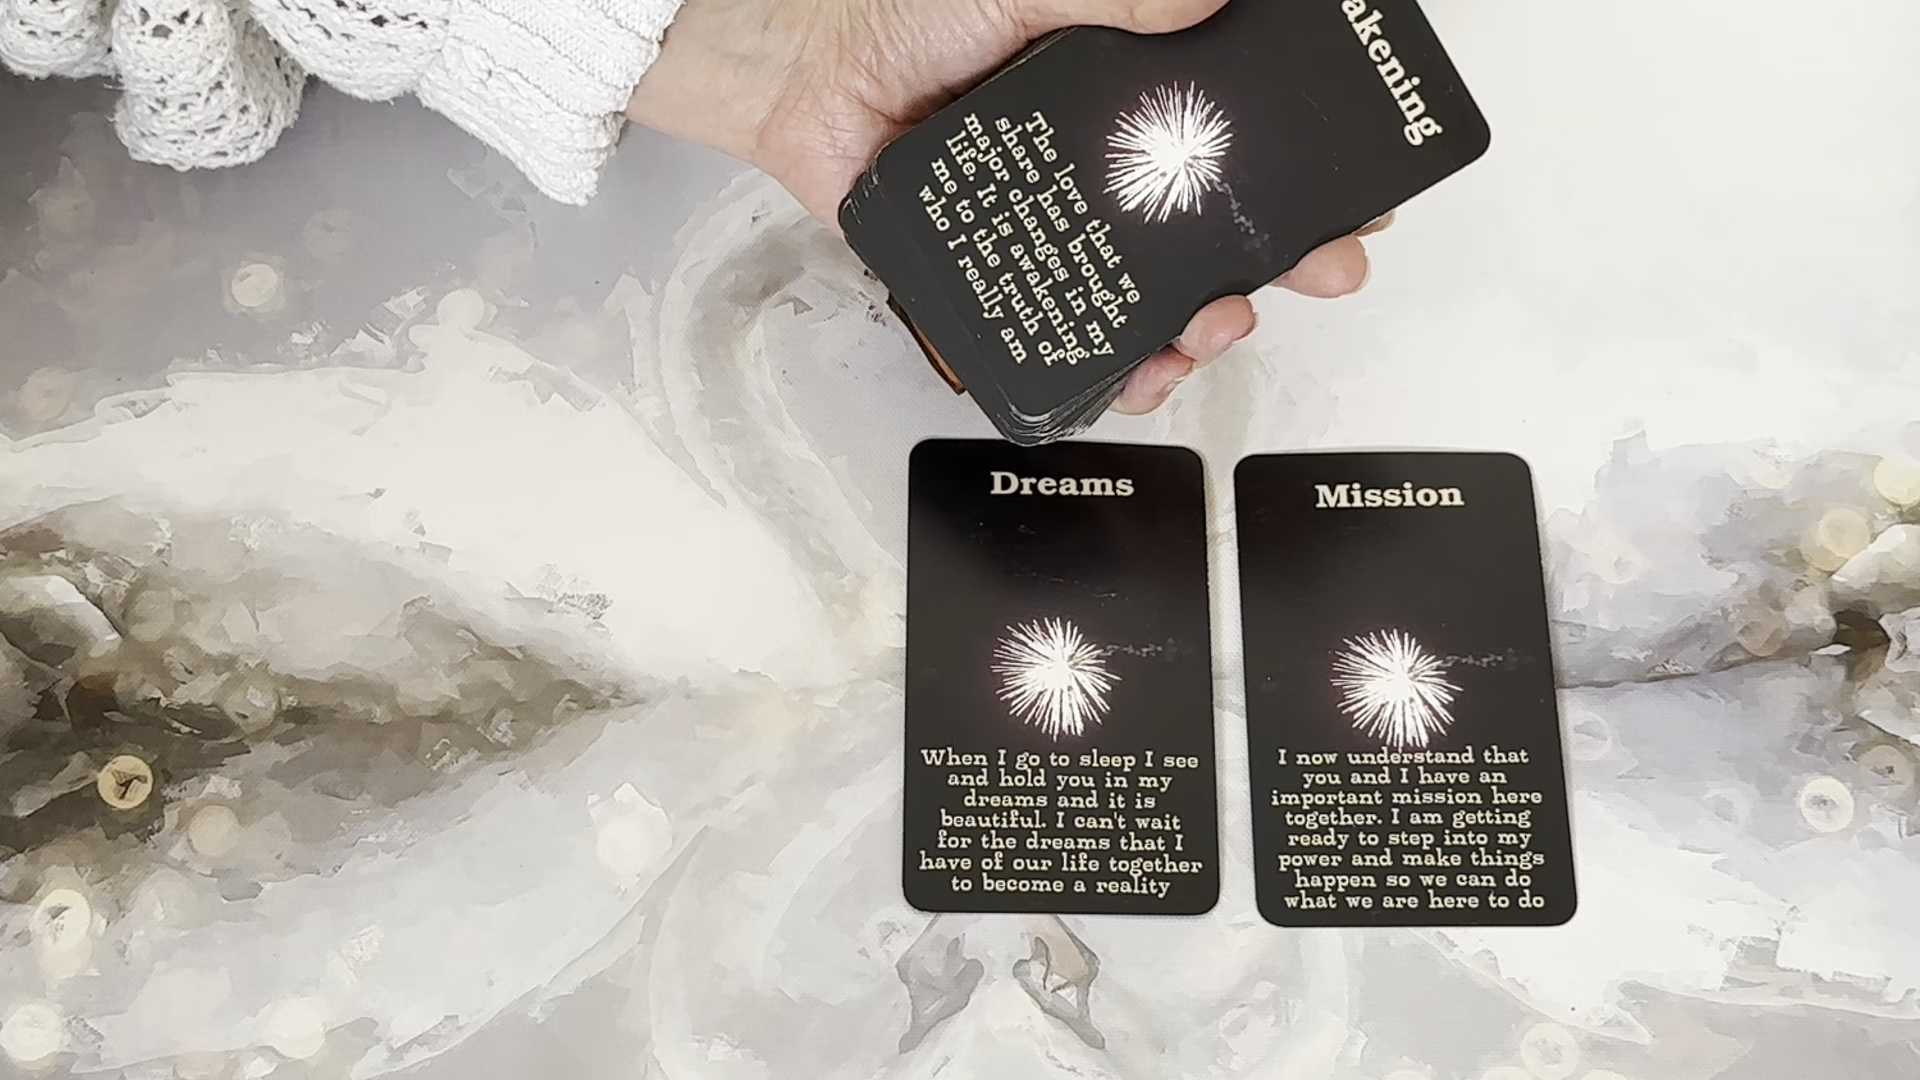 akening
The love that we
share has brought
major changes in my
life. It is awakening
me to the truth of
who I really am
Dreams
When I go to sleep I see
and hold you in my
dreams and it is
beautiful. I can't wait
for the dreams that I
have of our life together
to become a reality
Mission
I now understand that
you and I have an
important mission here
together. I am getting
ready to step into my
power and make things
happen so we can do
what we are here to do